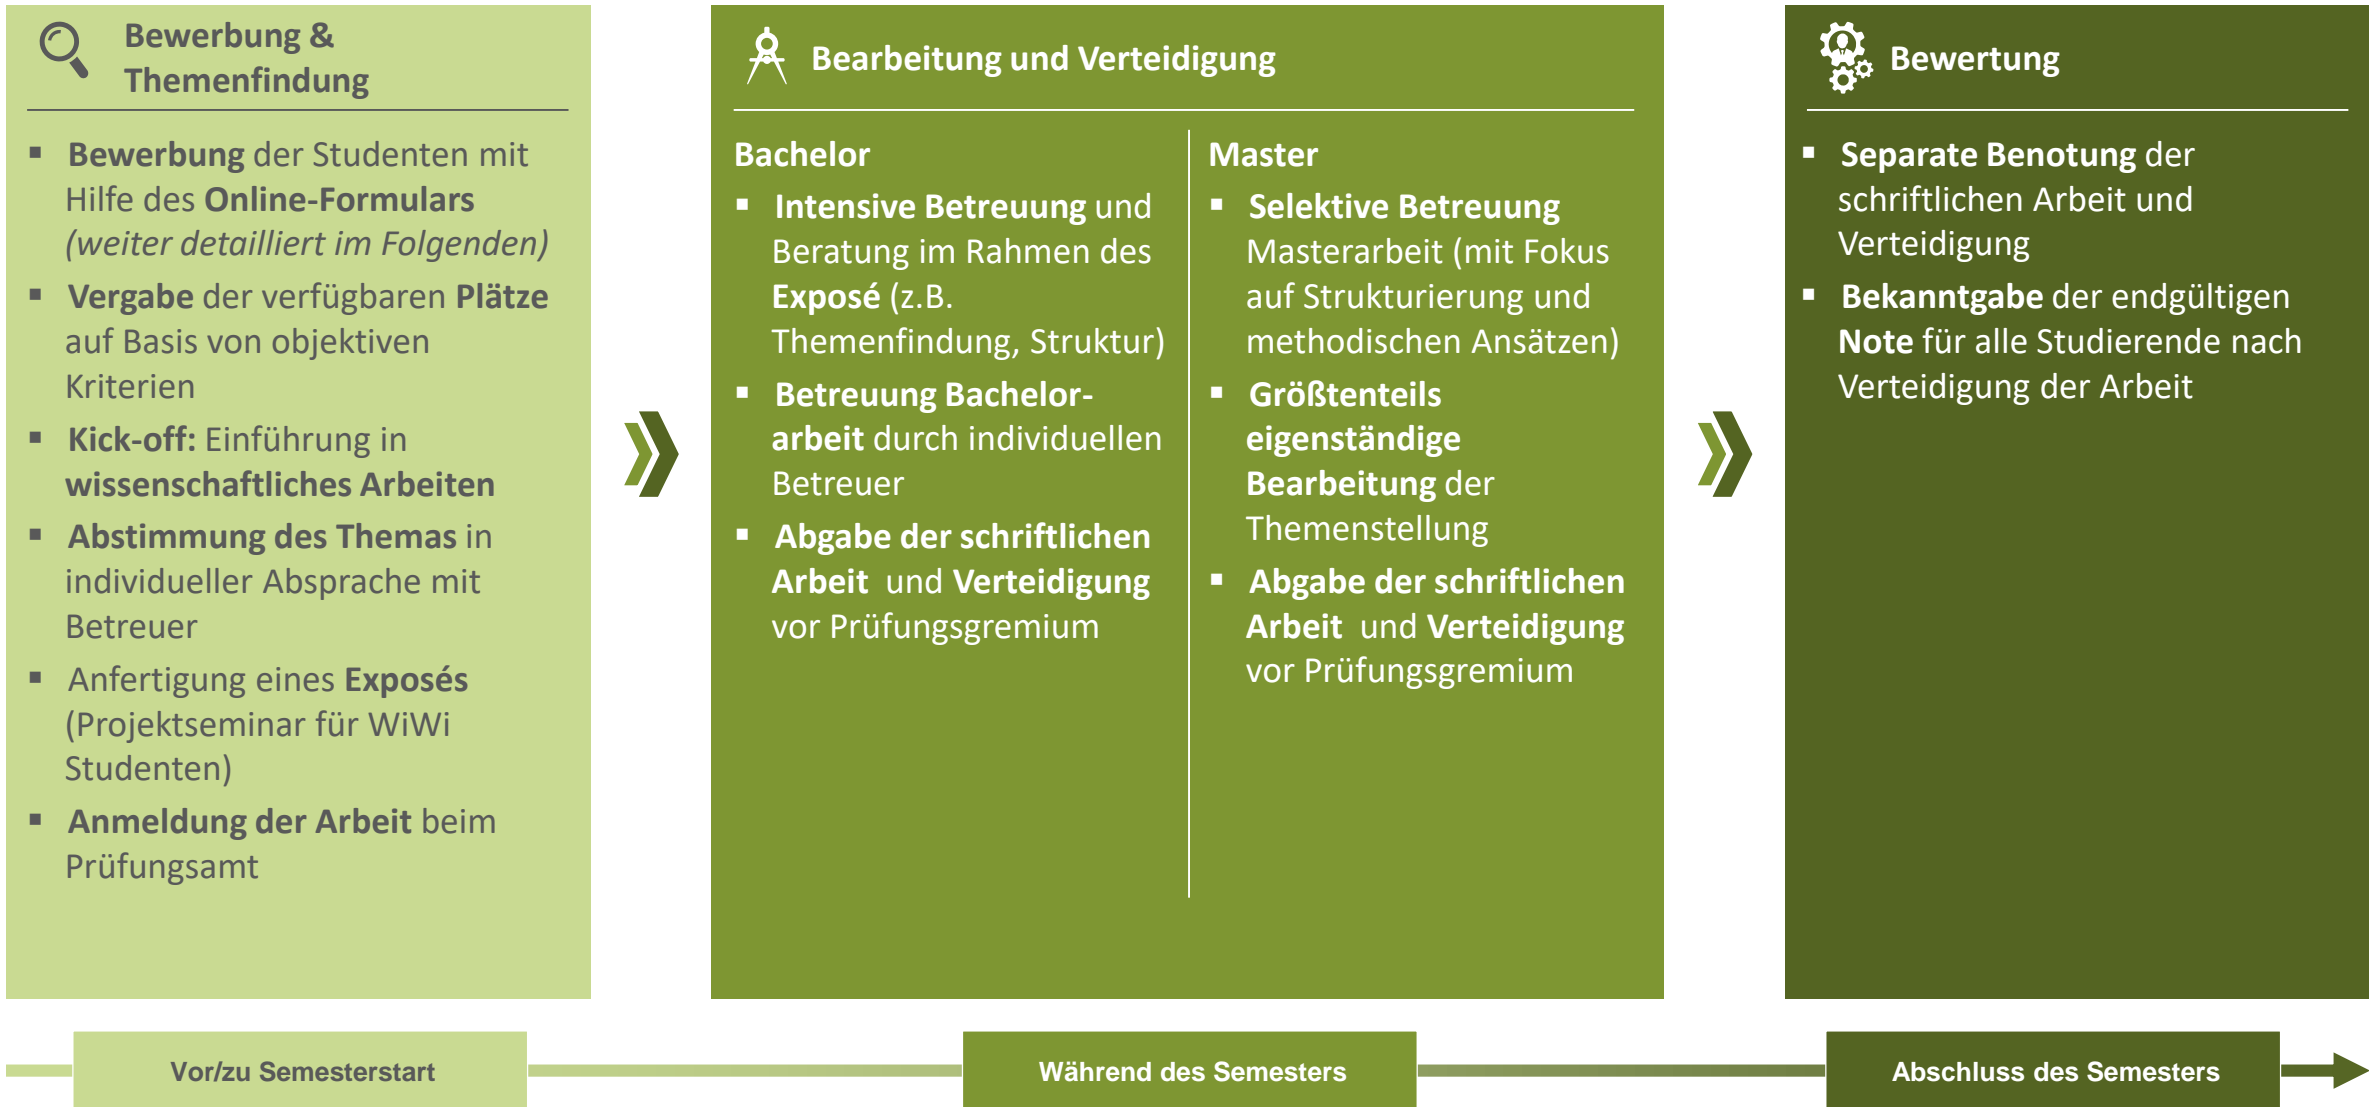 Bewerbung &
Themenfindung
▪ Bewerbung der Studenten mit
Hilfe des Online-Formulars
(weiter detailliert im Folgenden)
▪ Vergabe der verfügbaren Plätze
auf Basis von objektiven
Kriterien
▪ Kick-off: Einführung in
wissenschaftliches Arbeiten
▪ Abstimmung des Themas in
individueller Absprache mit
Betreuer
▪ Anfertigung eines Exposés
(Projektseminar für WiWi
Studenten)
▪ Anmeldung der Arbeit beim
Prüfungsamt
Bearbeitung und Verteidigung
Bachelor
▪ Intensive Betreuung und
Beratung im Rahmen des
Exposé (z.B.
Themenfindung, Struktur)
▪ Betreuung Bachelor-
arbeit durch individuellen
Betreuer
▪ Abgabe der schriftlichen
Arbeit und Verteidigung
vor Prüfungsgremium
Master
▪ Selektive Betreuung
Masterarbeit (mit Fokus
auf Strukturierung und
methodischen Ansätzen)
▪ Größtenteils
eigenständige
Bearbeitung der
Themenstellung
▪ Abgabe der schriftlichen
Arbeit und Verteidigung
vor Prüfungsgremium
Bewertung
▪ Separate Benotung der
schriftlichen Arbeit und
Verteidigung
▪ Bekanntgabe der endgültigen
Note für alle Studierende nach
Verteidigung der Arbeit
Vor/zu Semesterstart
Während des Semesters
Abschluss des Semesters